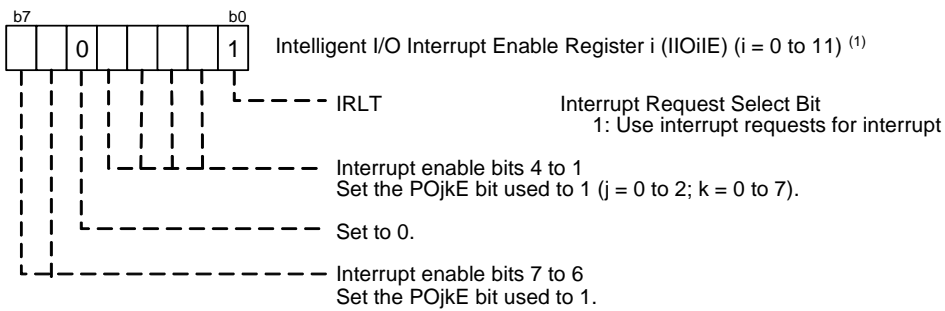 b7 b0
0 1 Intelligent I/O Interrupt Enable Register i (IIOiIE) (i = 0 to 11) (1)
IRLT Interrupt Request Select Bit
1: Use interrupt requests for interrupt
Interrupt enable bits 4 to 1
Set the POjkE bit used to 1 (j = 0 to 2; k = 0 to 7).
Set to 0.
Interrupt enable bits 7 to 6
Set the POjkE bit used to 1.